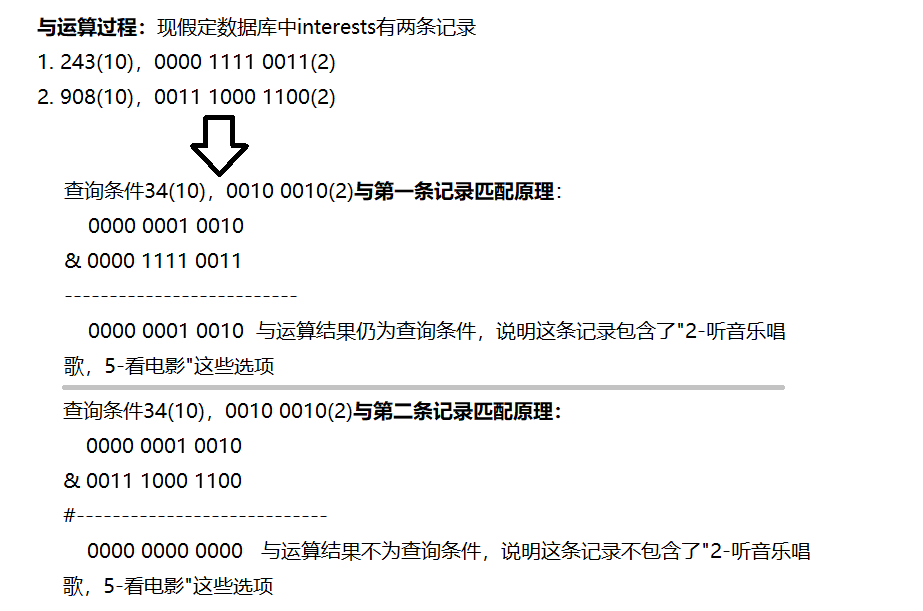 与运算过程：现假定数据库中interests有两条记录
1. 243(10)，0000 1111 0011(2)
2. 908(10)，0011 1000 1100(2)
查询条件34(10)，0010 0010(2)与第一条记录匹配原理：
0000 0001 0010
& 0000 1111 0011
--------------------------
0000 0001 0010 与运算结果仍为查询条件，说明这条记录包含了"2-听音乐唱
歌，5-看电影"这些选项
查询条件34(10)，0010 0010(2)与第二条记录匹配原理：
0000 0001 0010
& 0011 1000 1100
#----------------------------
0000 0000 0000 与运算结果不为查询条件，说明这条记录不包含了"2-听音乐唱
歌，5-看电影"这些选项